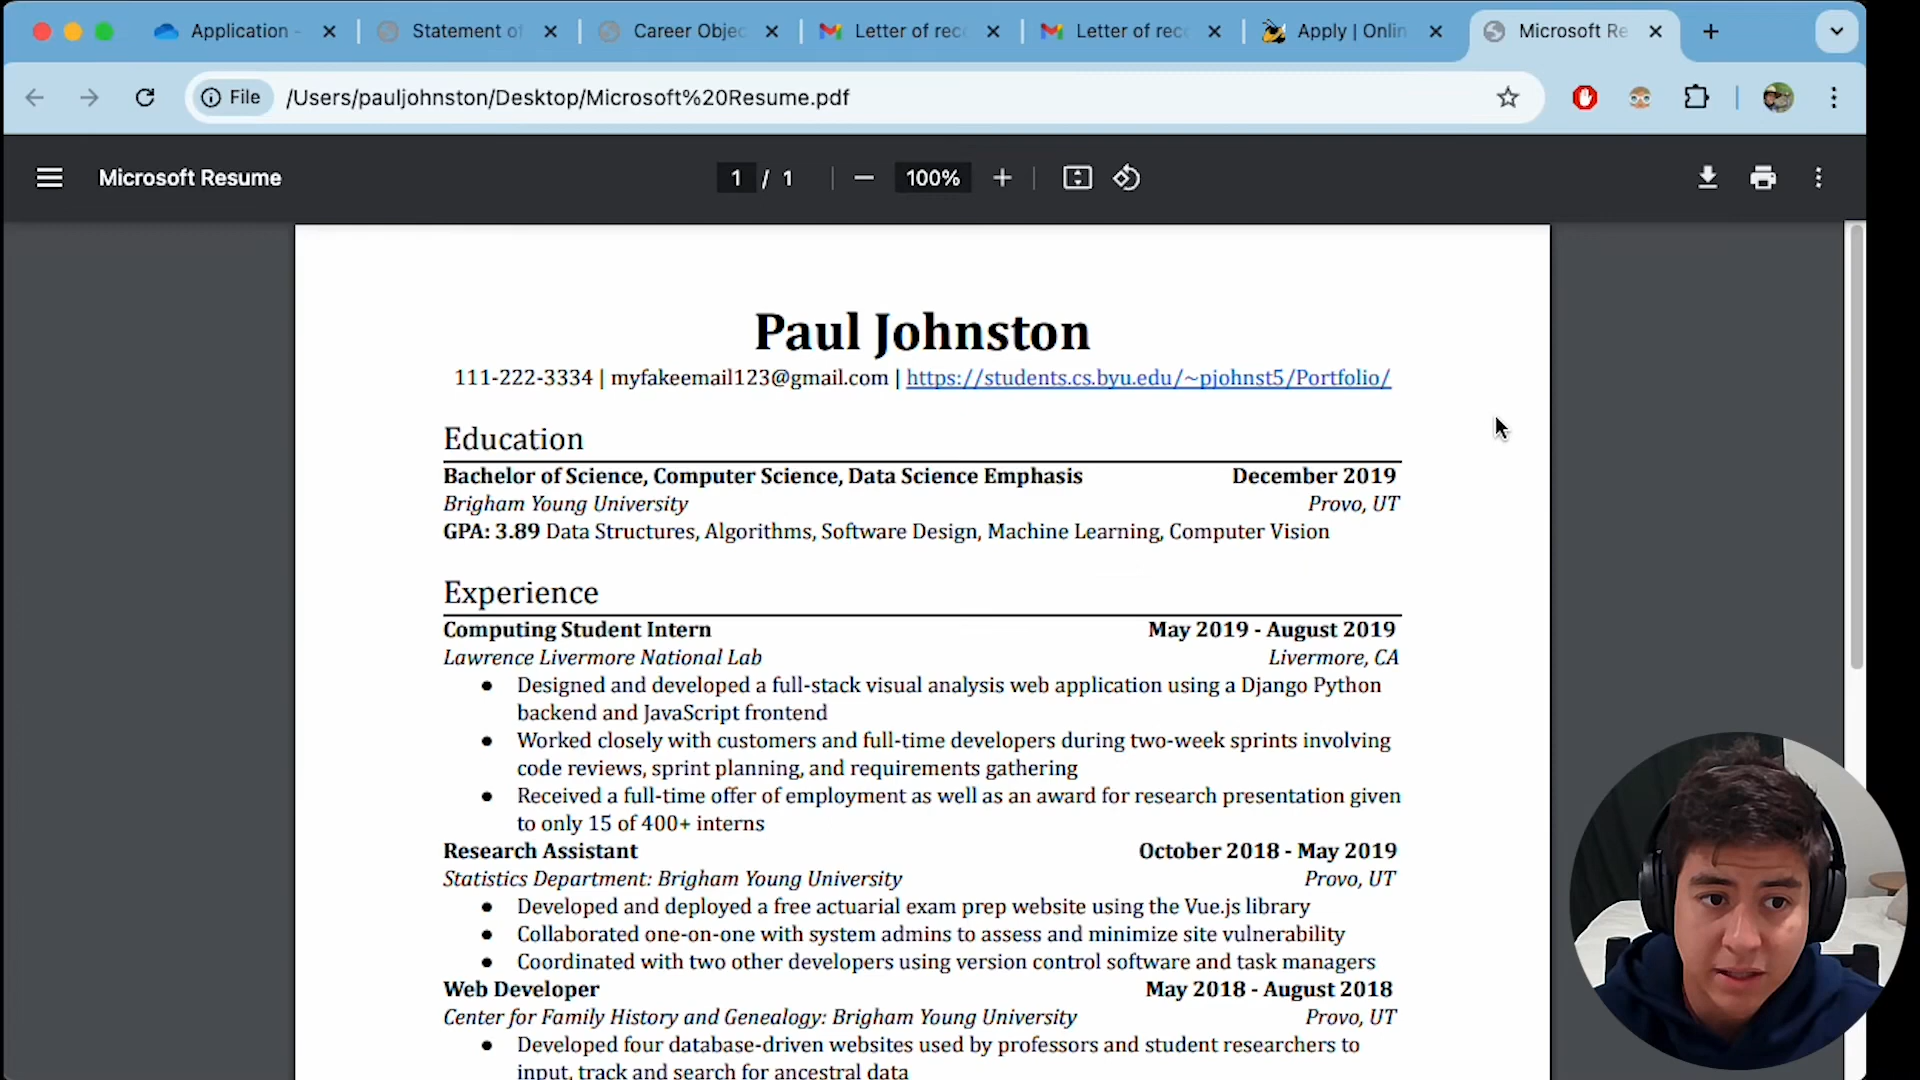 Application -
Statement of
Career Objec
Letter of rec
Letter of rec
Apply | Onlin
Microsoft Re
File
/Users/pauljohnston/Desktop/Microsoft%20Resume.pdf
Microsoft Resume
1 / 1
100%
Paul Johnston
111-222-3334 | myfakeemail123@gmail.com | https://students.cs.byu.edu/~pjohnst5/Portfolio/
Education
Bachelor of Science, Computer Science, Data Science Emphasis December 2019
Brigham Young University Provo, UT
GPA: 3.89 Data Structures, Algorithms, Software Design, Machine Learning, Computer Vision
Experience
Computing Student Intern May 2019 - August 2019
Lawrence Livermore National Lab Livermore, CA
● Designed and developed a full-stack visual analysis web application using a Django Python
backend and JavaScript frontend
● Worked closely with customers and full-time developers during two-week sprints involving
code reviews, sprint planning, and requirements gathering
● Received a full-time offer of employment as well as an award for research presentation given
to only 15 of 400+ interns
Research Assistant October 2018 - May 2019
Statistics Department: Brigham Young University Provo, UT
● Developed and deployed a free actuarial exam prep website using the Vue.js library
● Collaborated one-on-one with system admins to assess and minimize site vulnerability
● Coordinated with two other developers using version control software and task managers
Web Developer May 2018 - August 2018
Center for Family History and Genealogy: Brigham Young University Provo, UT
● Developed four database-driven websites used by professors and student researchers to
input, track and search for ancestral data